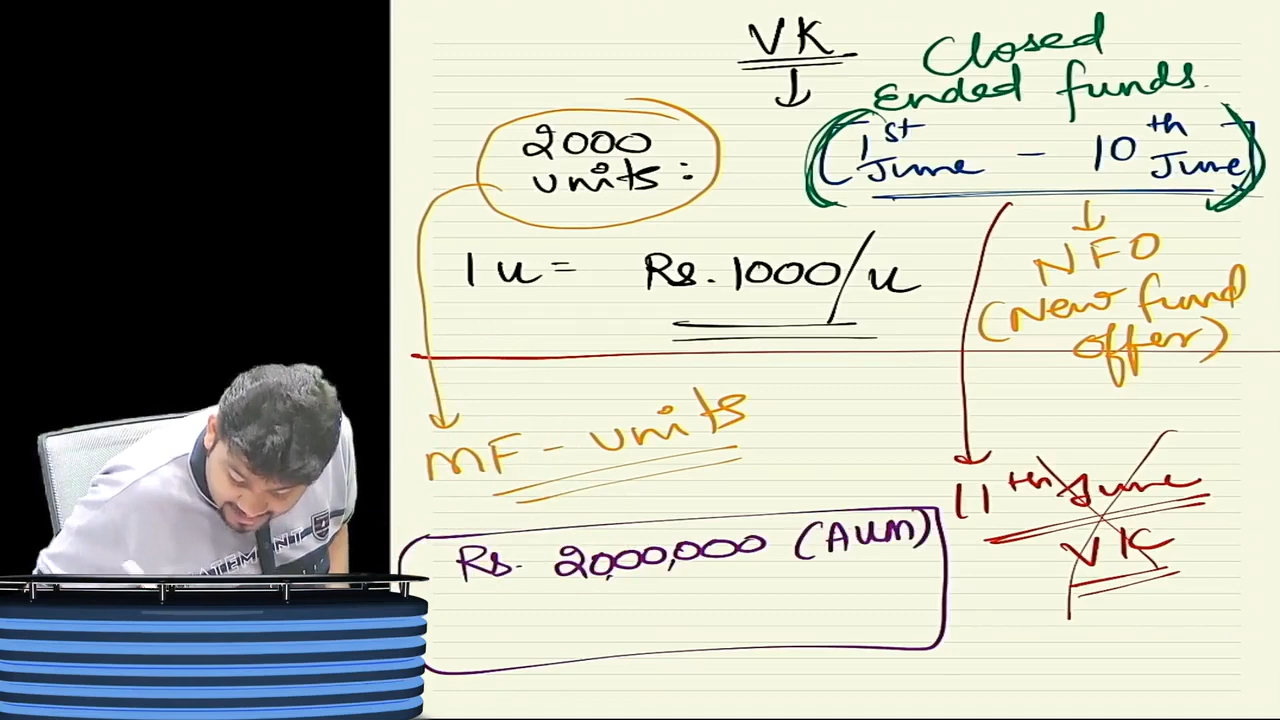 VK
Closed
Ended funds.
2000
units:
[1st June - 10th June]
1 u = Rs. 1000/u
NFO
(New fund
offer)
MF - units
11th June
VK
Rs. 20,00,000 (AUM)